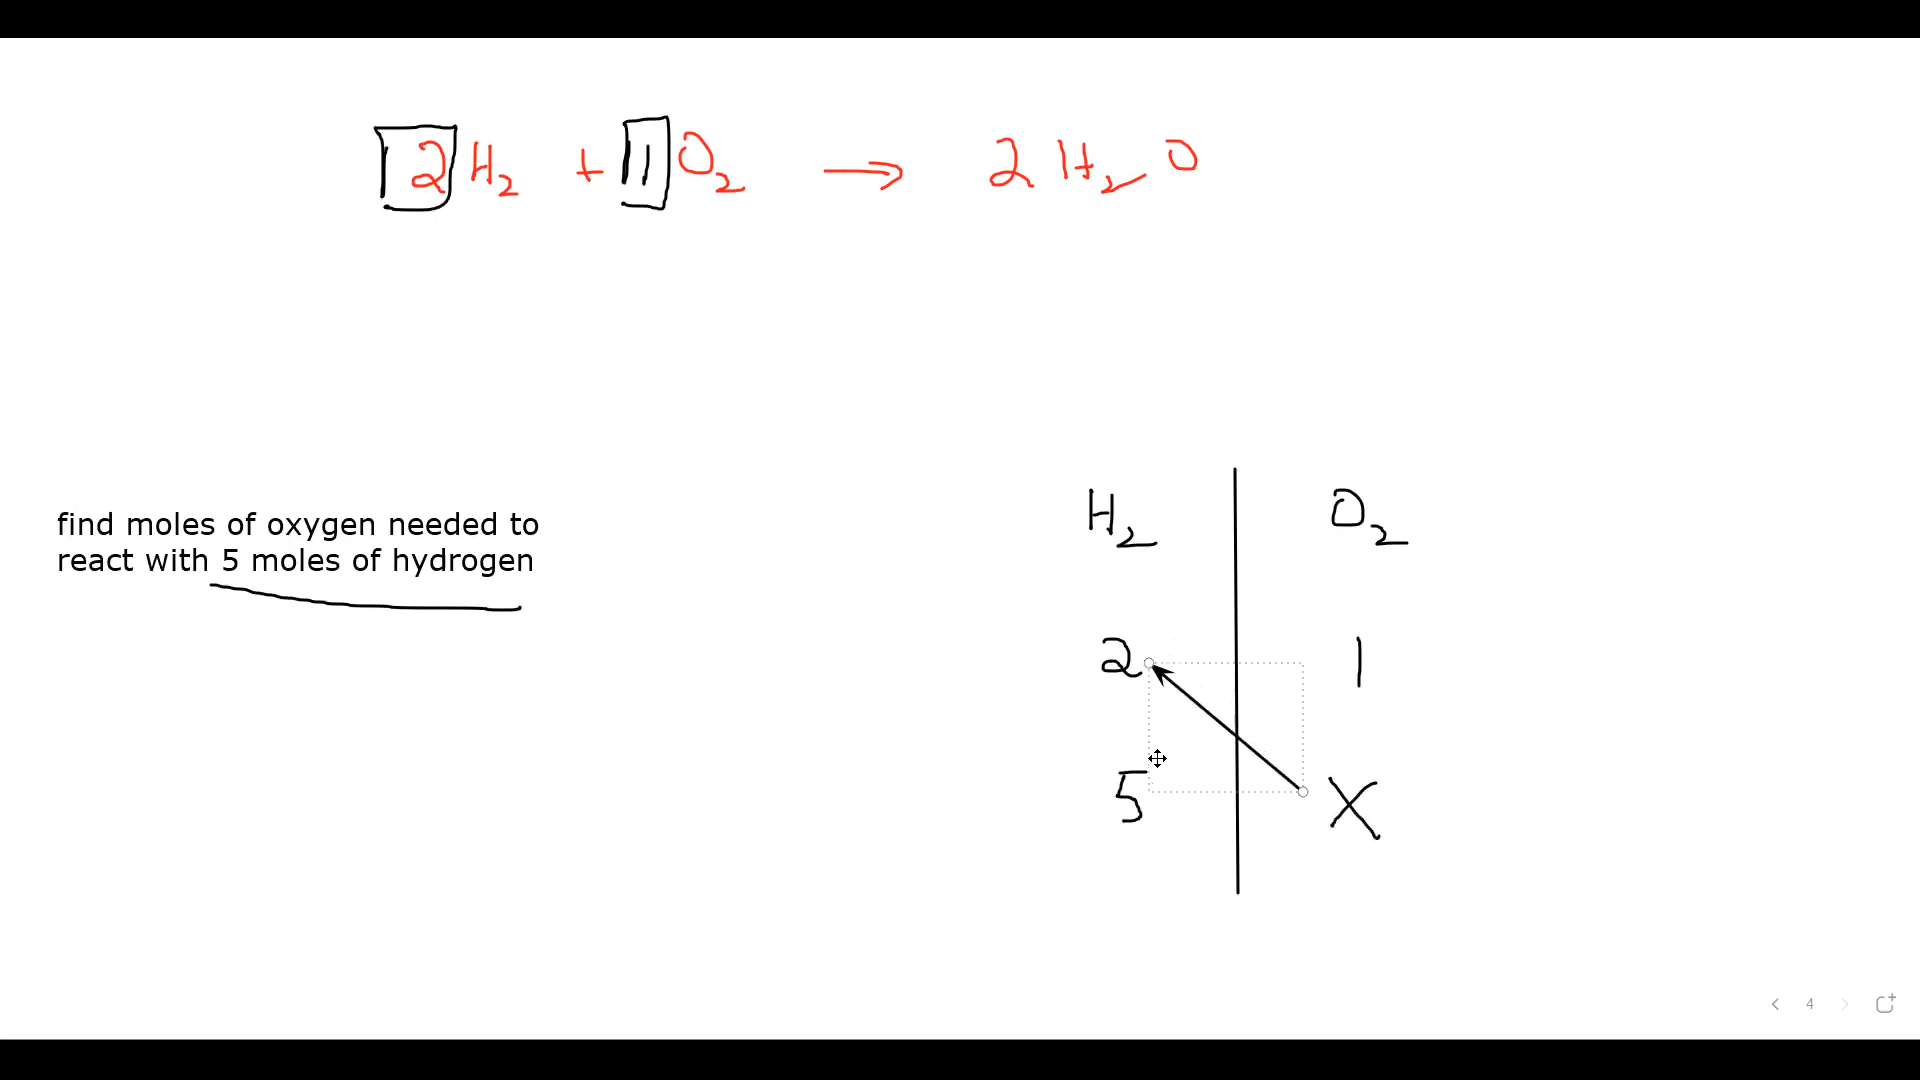 2H₂ + 1O₂ → 2H₂O
find moles of oxygen needed to
react with 5 moles of hydrogen
H₂ O₂
2 1
5 X
4